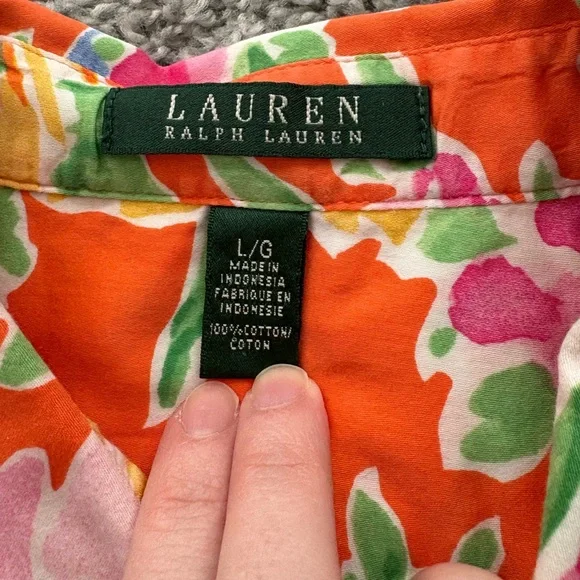 LAUREN
RALPH LAUREN
L/G
MADE IN
INDONESIA
FABRIQUE EN
INDONESIE
100%COTTON/
COTON